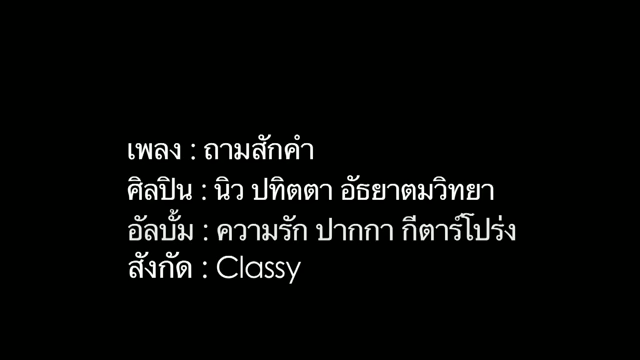 เพลง : ถามสักคำ
ศิลปิน : นิว ปทิตตา อัธยาตมวิทยา
อัลบั้ม : ความรัก ปากกา กีตาร์โปร่ง
สังกัด : Classy